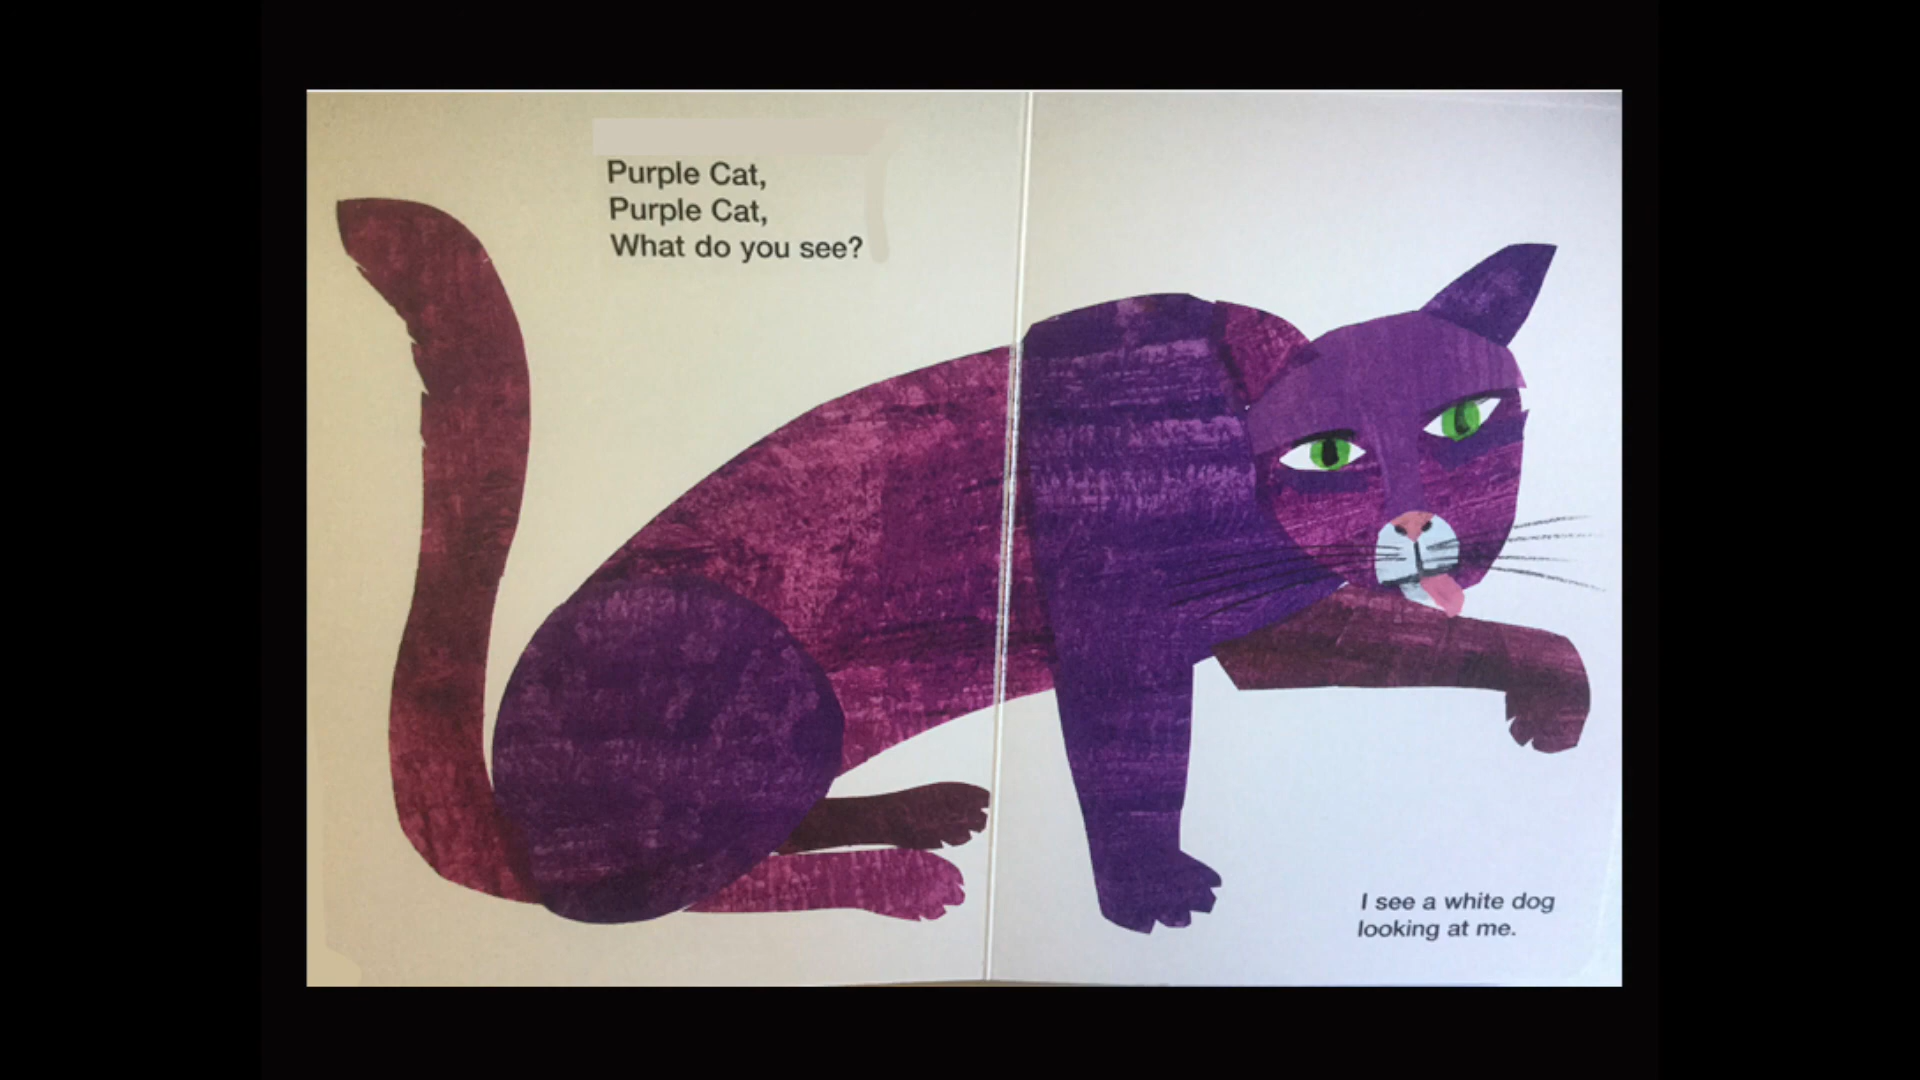 Purple Cat,
Purple Cat,
What do you see?
I see a white dog
looking at me.